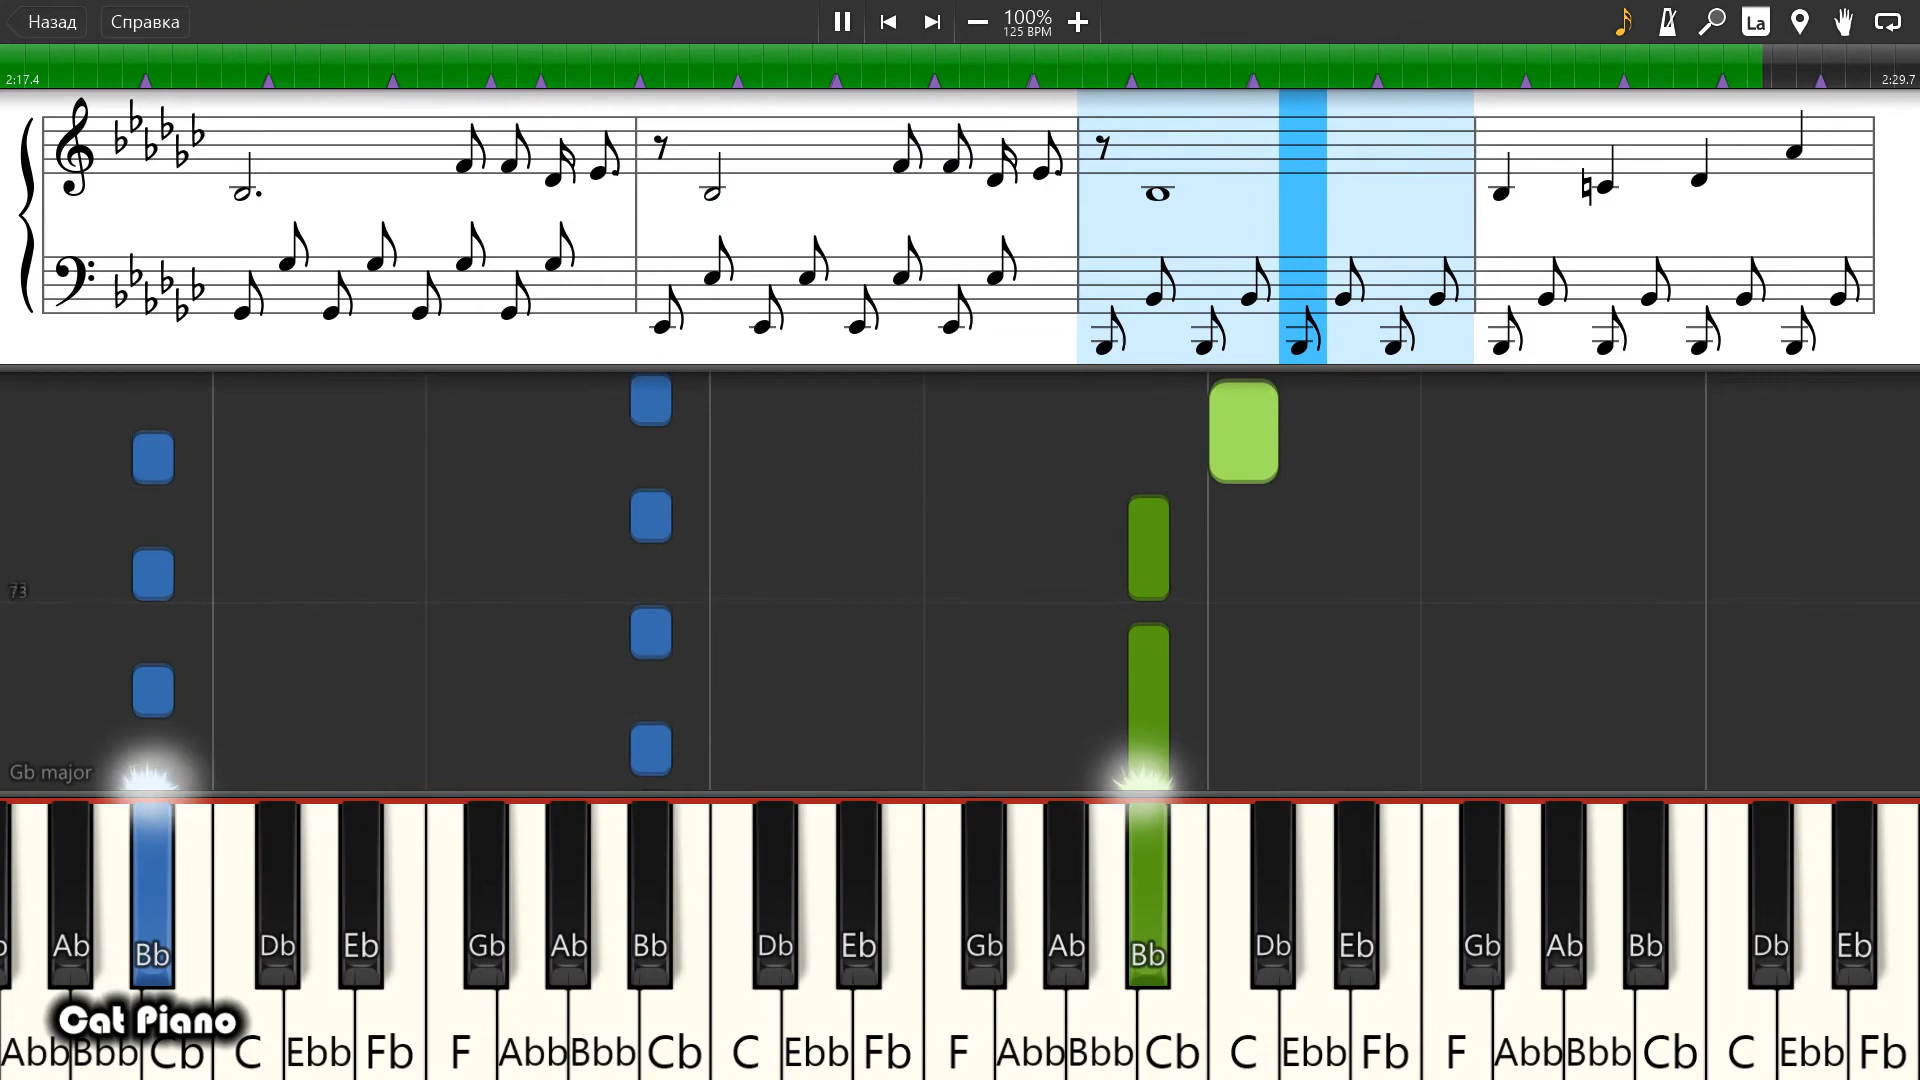 Назад Справка 100% La
125 BPM
2:17.4 2:29.7
73
Gb major
Ab Bb Db Eb Gb Ab Bb Db Eb Gb Ab Bb Db Eb Gb Ab Bb Db Eb
Cat Piano
Abb Bbb Cb C Ebb Fb F Abb Bbb Cb C Ebb Fb F Abb Bbb Cb C Ebb Fb F Abb Bbb Cb C Ebb Fb